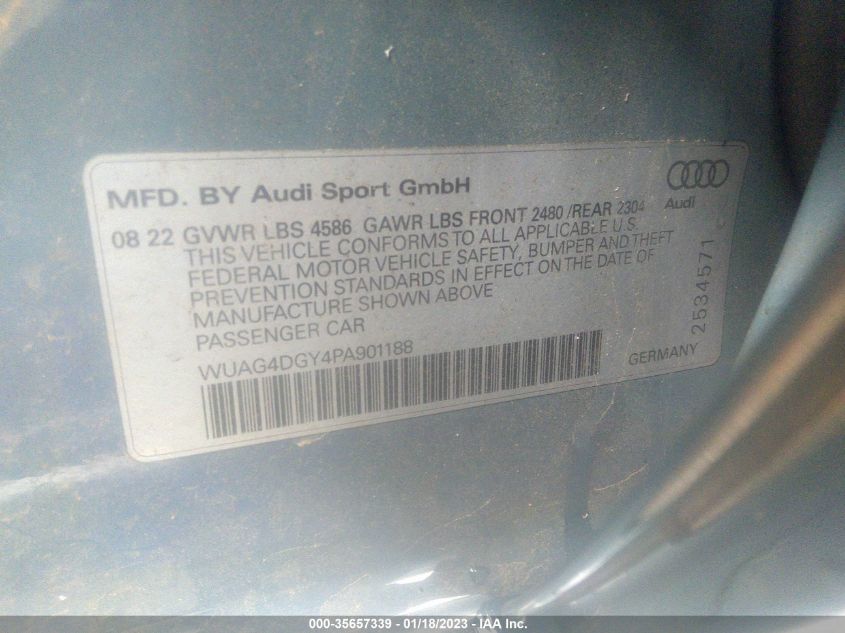 MFD. BY Audi Sport GmbH
Audi
08 22 GVWR LBS 4586 GAWR LBS FRONT 2480 /REAR 2304
THIS VEHICLE CONFORMS TO ALL APPLICABLE U.S.
FEDERAL MOTOR VEHICLE SAFETY, BUMPER AND THEFT
PREVENTION STANDARDS IN EFFECT ON THE DATE OF
MANUFACTURE SHOWN ABOVE
PASSENGER CAR
WUAG4DGY4PA901188
GERMANY
2534571
000-35657339 - 01/18/2023 - IAA Inc.